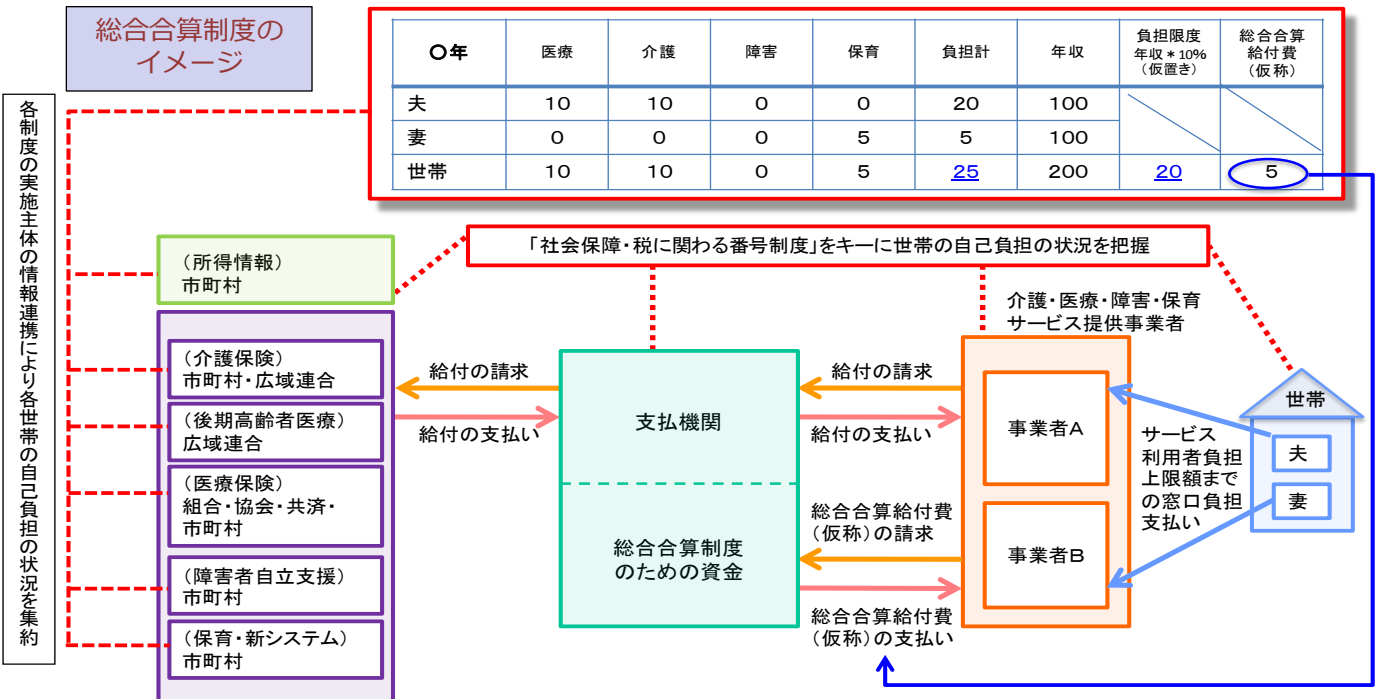 総合合算制度の
イメージ
〇年 医療 介護 障害 保育 負担計 年収 負担限度 年収*10% (仮置き) 総合合算 給付費 (仮称)
夫 10 10 0 0 20 100
妻 0 0 0 5 5 100
世帯 10 10 0 5 25 200 20 5
各制度の実施主体の情報連携により各世帯の自己負担の状況を集約
「社会保障・税に関わる番号制度」をキーに世帯の自己負担の状況を把握
(所得情報)
市町村
(介護保険)
市町村・広域連合
(後期高齢者医療)
広域連合
(医療保険)
組合・協会・共済・
市町村
(障害者自立支援)
市町村
(保育・新システム)
市町村
給付の請求
給付の支払い
支払機関
総合合算制度
のための資金
給付の請求
給付の支払い
総合合算給付費
(仮称)の請求
総合合算給付費
(仮称)の支払い
介護・医療・障害・保育
サービス提供事業者
事業者A
事業者B
サービス
利用者負担
上限額まで
の窓口負担
支払い
世帯
夫
妻